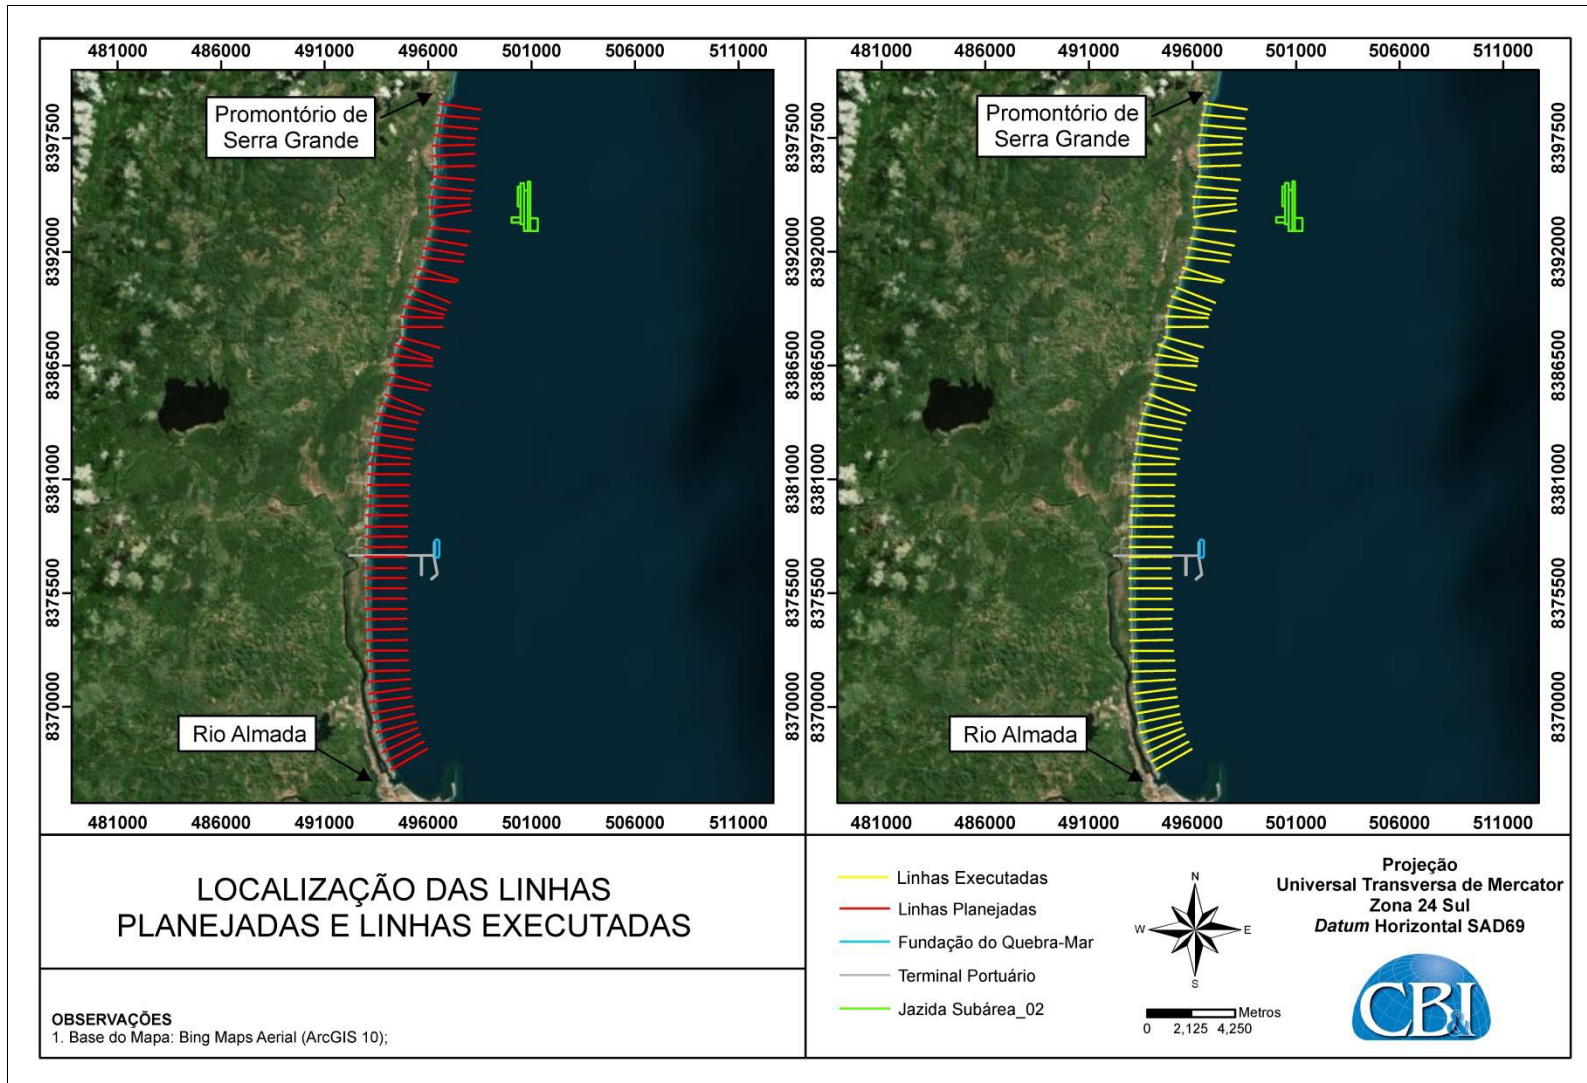 481000 486000 491000 496000 501000 506000 511000
481000 486000 491000 496000 501000 506000 511000
Promontório de
Serra Grande
Promontório de
Serra Grande
8397500 8397500 8397500
8392000 8392000 8392000
8386500 8386500 8386500
8381000 8381000 8381000
8375500 8375500 8375500
8370000 8370000 8370000
Rio Almada
Rio Almada
481000 486000 491000 496000 501000 506000 511000
481000 486000 491000 496000 501000 506000 511000
LOCALIZAÇÃO DAS LINHAS
PLANEJADAS E LINHAS EXECUTADAS
OBSERVAÇÕES
1. Base do Mapa: Bing Maps Aerial (ArcGIS 10);
Linhas Executadas
Linhas Planejadas
Fundação do Quebra-Mar
Terminal Portuário
Jazida Subárea_02
N
W E
S
Metros
0 2,125 4,250
Projeção
Universal Transversa de Mercator
Zona 24 Sul
Datum Horizontal SAD69
CB&I